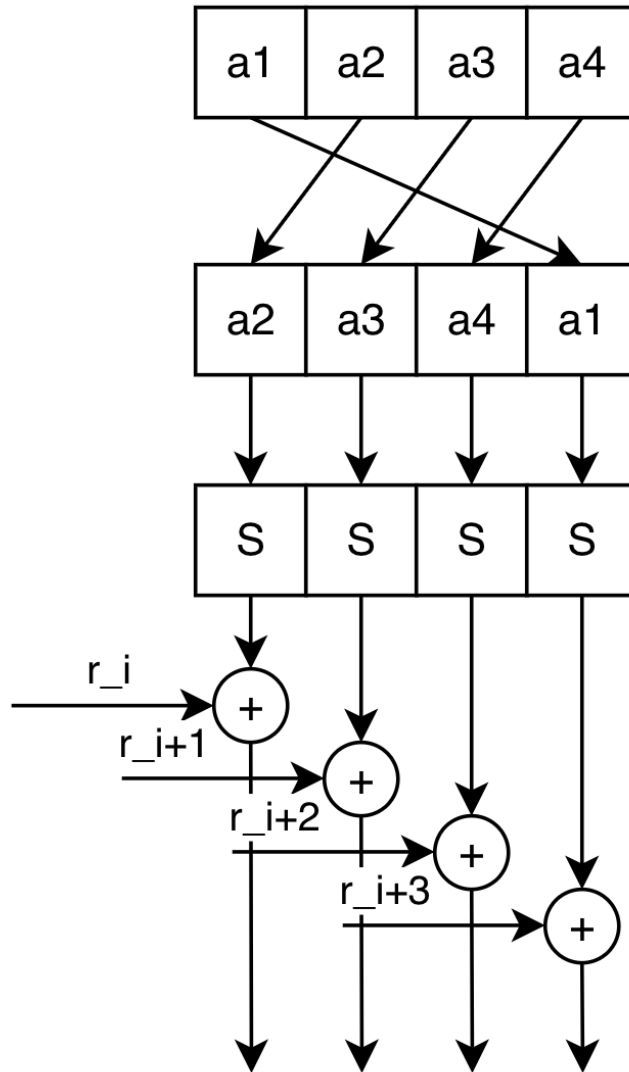 a1 a2 a3 a4
a2 a3 a4 a1
S S S S
r_i
+
r_i+1
+
r_i+2
+
r_i+3
+